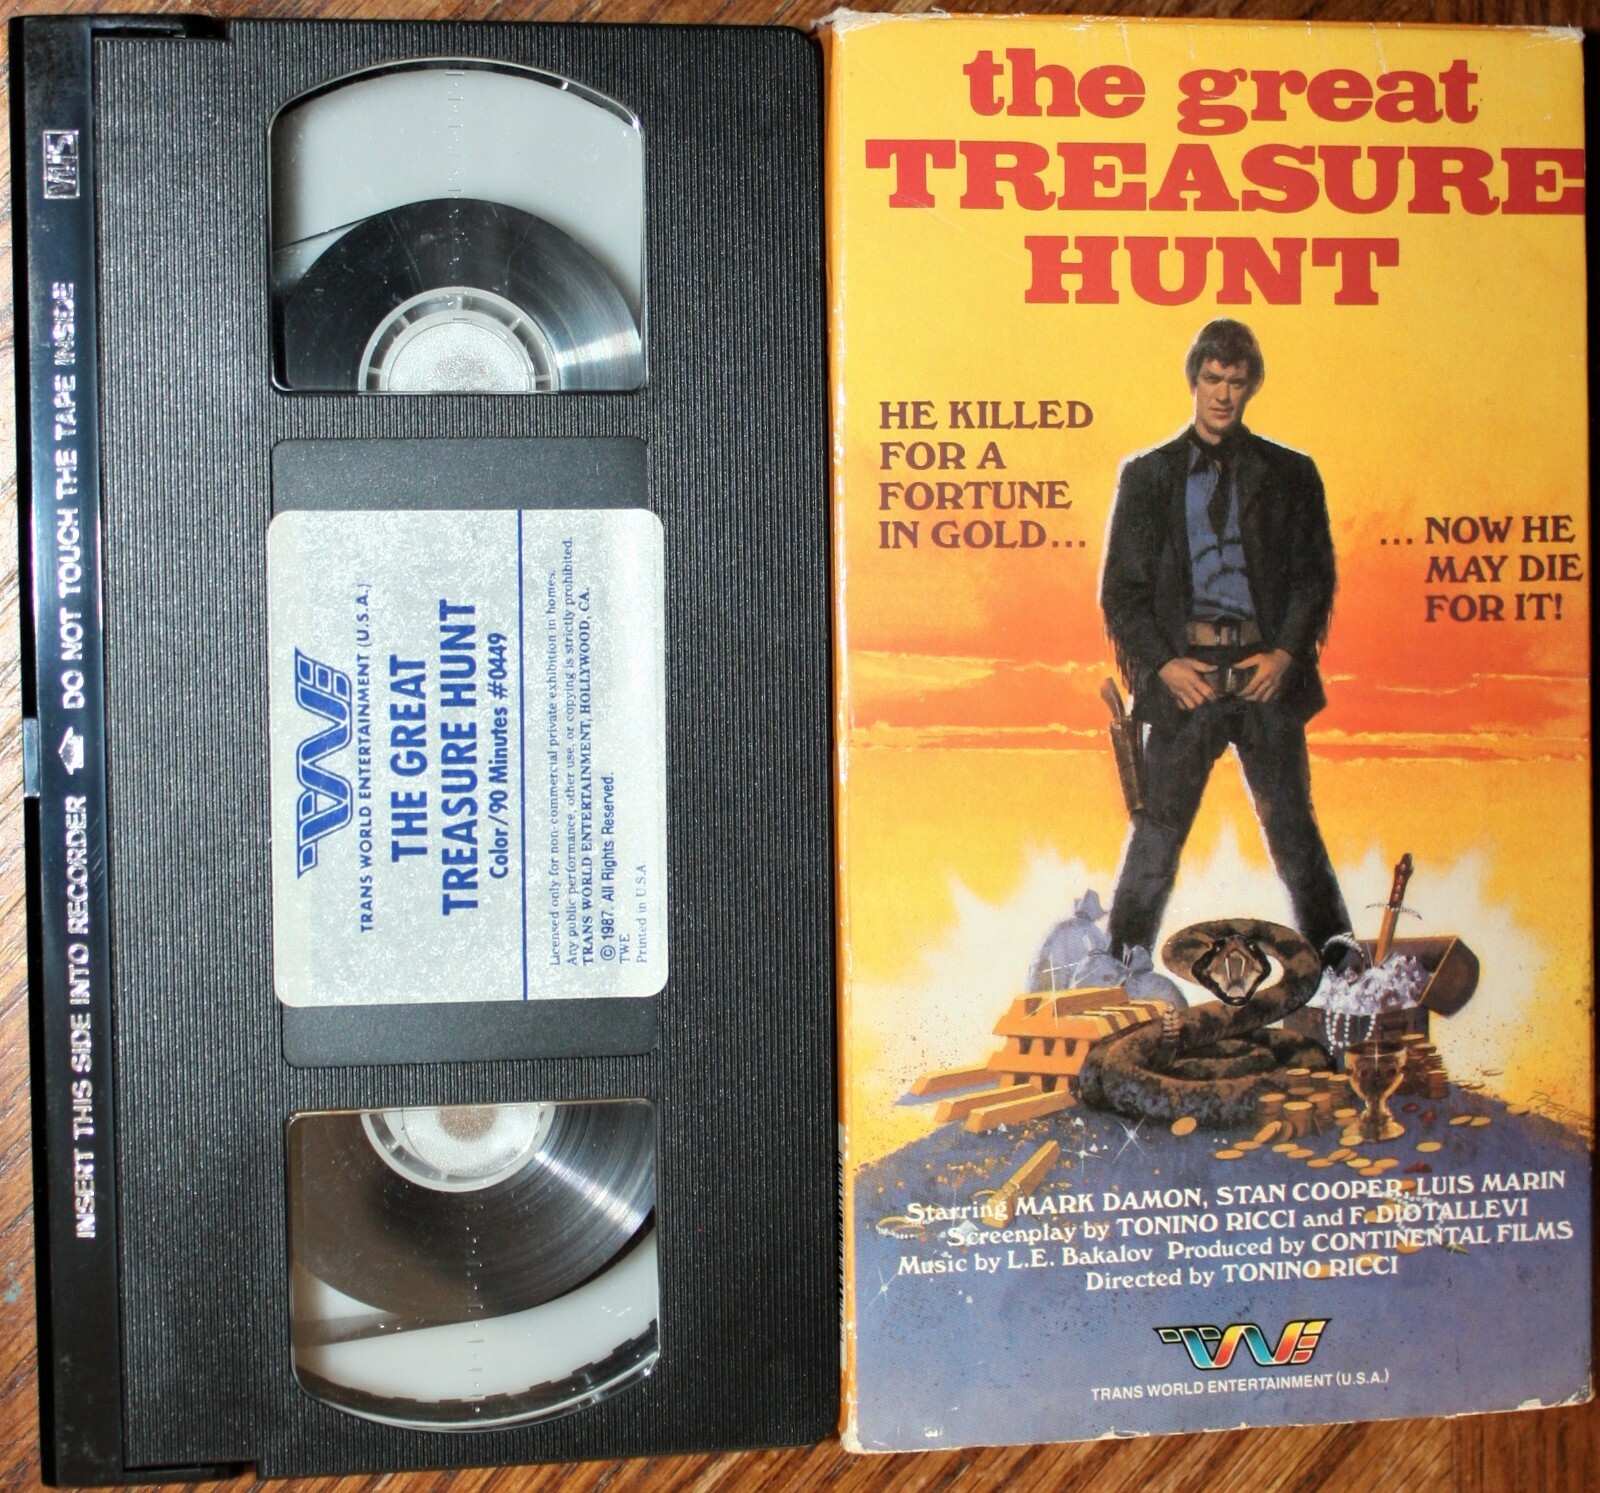 VHS
INSERT THIS SIDE INTO RECORDER DO NOT TOUCH THE TAPE INSIDE
TWE
TRANS WORLD ENTERTAINMENT (U.S.A.)
THE GREAT
TREASURE HUNT
Color/90 Minutes #0449
Licensed only for non-commercial private exhibition in homes.
Any public performance, other use, or copying is strictly prohibited.
TRANS WORLD ENTERTAINMENT, HOLLYWOOD, CA.
© 1987. All Rights Reserved.
TWE.
Printed in U.S.A
the great
TREASURE
HUNT
HE KILLED
FOR A
FORTUNE
IN GOLD...
... NOW HE
MAY DIE
FOR IT!
Starring MARK DAMON, STAN COOPER, LUIS MARIN
Screenplay by TONINO RICCI and F. DIOTALLEVI
Music by L.E. Bakalov Produced by CONTINENTAL FILMS
Directed by TONINO RICCI
TWE
TRANS WORLD ENTERTAINMENT (U.S.A.)